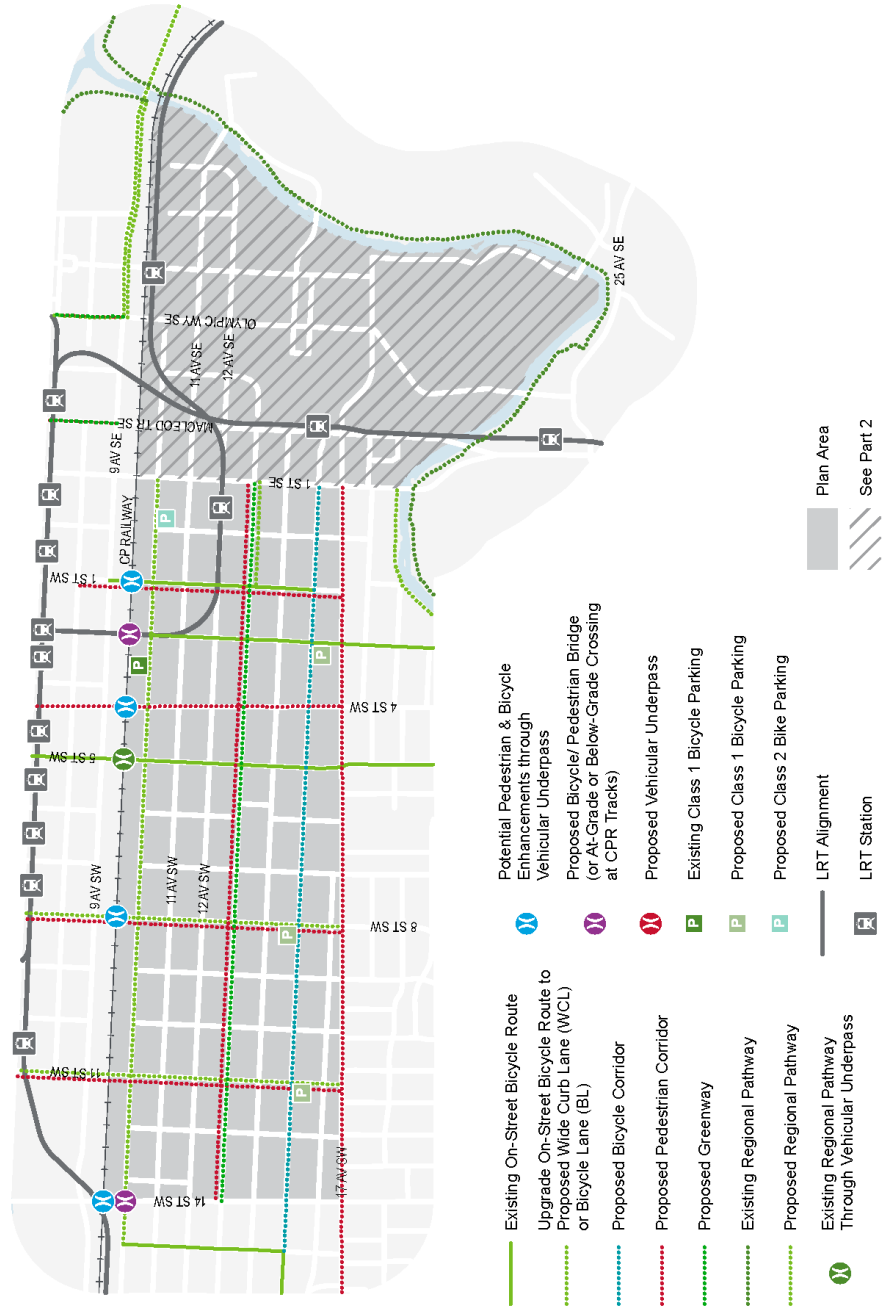 9 AV SW
11 AV SW
12 AV SW
14 ST SW
11 ST SW
8 ST SW
5 ST SW
4 ST SW
1 ST SW
17 AV SW
CP RAILWAY
9 AV SE
1 ST SE
MACLEOD TR SE
11 AV SE
12 AV SE
OLYMPIC WY SE
25 AV SE
P
P
P
P
P
Existing On-Street Bicycle Route
Upgrade On-Street Bicycle Route to
Proposed Wide Curb Lane (WCL)
or Bicycle Lane (BL)
Proposed Bicycle Corridor
Proposed Pedestrian Corridor
Proposed Greenway
Existing Regional Pathway
Proposed Regional Pathway
Existing Regional Pathway
Through Vehicular Underpass
Potential Pedestrian & Bicycle
Enhancements through
Vehicular Underpass
Proposed Bicycle/ Pedestrian Bridge
(or At-Grade or Below-Grade Crossing
at CPR Tracks)
Proposed Vehicular Underpass
P Existing Class 1 Bicycle Parking
P Proposed Class 1 Bicycle Parking
P Proposed Class 2 Bike Parking
LRT Alignment
LRT Station
Plan Area
See Part 2